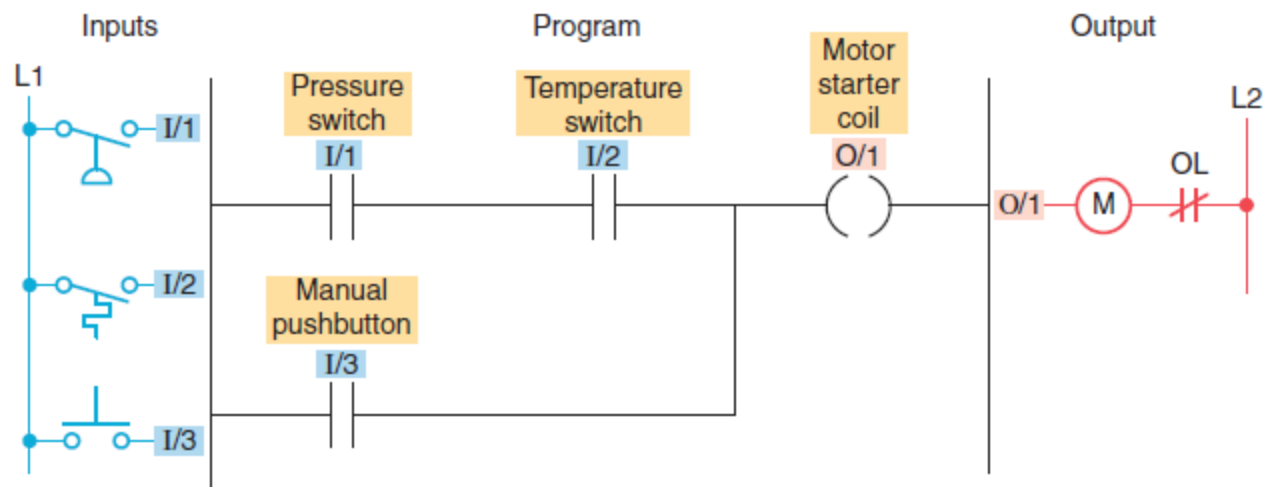 Inputs
Program
Output
L1
I/1
I/2
I/3
Pressure
switch
I/1
Temperature
switch
I/2
Motor
starter
coil
O/1
Manual
pushbutton
I/3
O/1
M
OL
L2